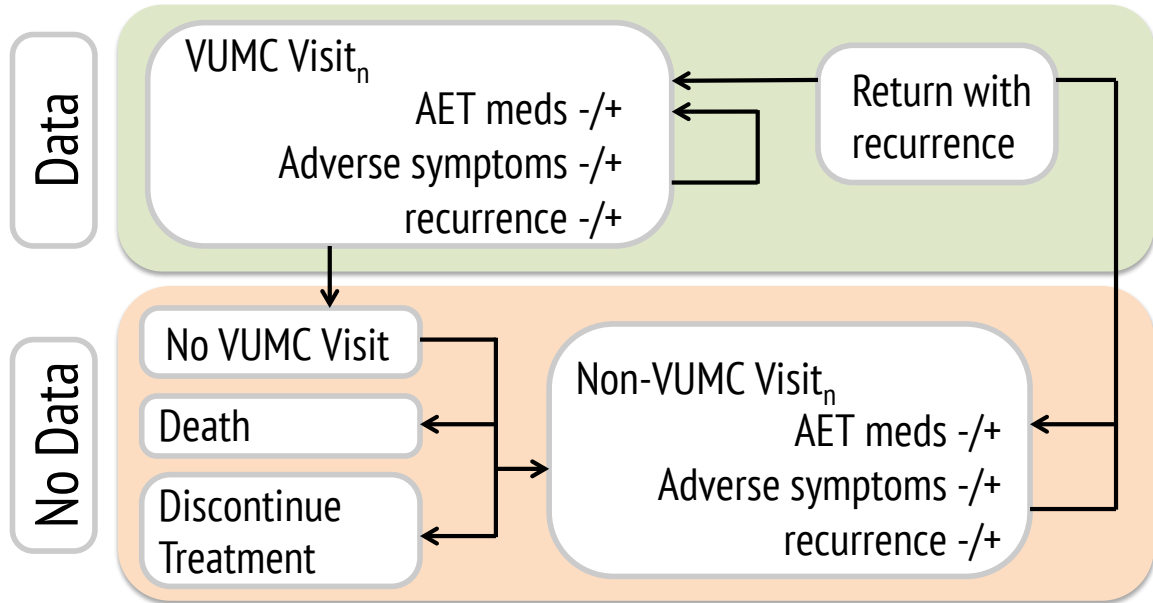 Data
VUMC Visitn
AET meds -/+
Adverse symptoms -/+
recurrence -/+
Return with
recurrence
No Data
No VUMC Visit
Death
Discontinue
Treatment
Non-VUMC Visitn
AET meds -/+
Adverse symptoms -/+
recurrence -/+